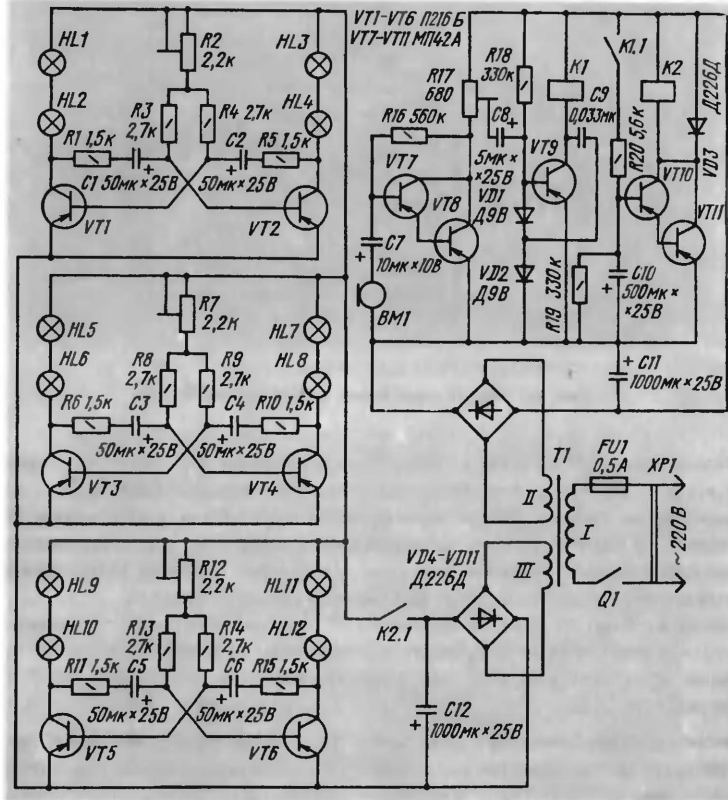 HL1
HL2
R2
2,2к
HL3
HL4
R3
2,7к
R4 2,7к
R1 1,5к
C2
R5 1,5к
C1 50мк×25В
50мк×25В
VT1
VT2
VT1-VT6 П216Б
VT7-VT11 МП42А
R17
680
R18
330к
K1
K1.1
K2
Д226Д
VD3
R16 560к
C8
5мк×
×25В
C9
0,033мк
R20 5,6к
VT7
VT8
VT9
VT10
VT11
VD1
Д9В
VD2
Д9В
C7
10мк×10В
BM1
R19 330к
C10
500мк×
×25В
C11
1000мк×25В
HL5
HL6
R7
2,2к
HL7
HL8
R8
2,7к
R9
2,7к
R6 1,5к
C3
C4
R10 1,5к
50мк×25В
50мк×25В
VT3
VT4
T1
II
I
III
FU1
0,5А
XP1
~220В
Q1
VD4-VD11
Д226Д
K2.1
C12
1000мк×25В
HL9
HL10
R12
2,2к
HL11
HL12
R13
2,7к
R14
2,7к
R11 1,5к
C5
C6
R15 1,5к
50мк×25В
50мк×25В
VT5
VT6